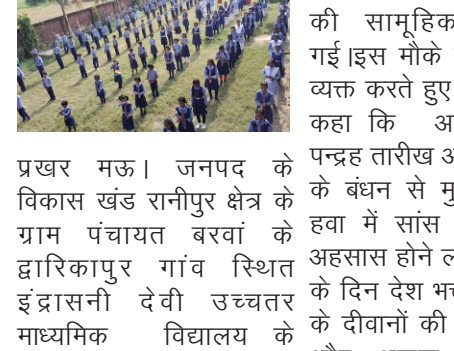 प्रखर मऊ। जनपद के
विकास खंड रानीपुर क्षेत्र के
ग्राम पंचायत बरवां के
द्वारिकापुर गांव स्थित
इंद्रासनी देवी उच्चतर
माध्यमिक विद्यालय के
की सामूहिक
गई।इस मौके
व्यक्त करते हुए
कहा कि
पन्द्रह तारीख
के बंधन से
हवा में सांस
अहसास होने
के दिन देश
के दीवानों की